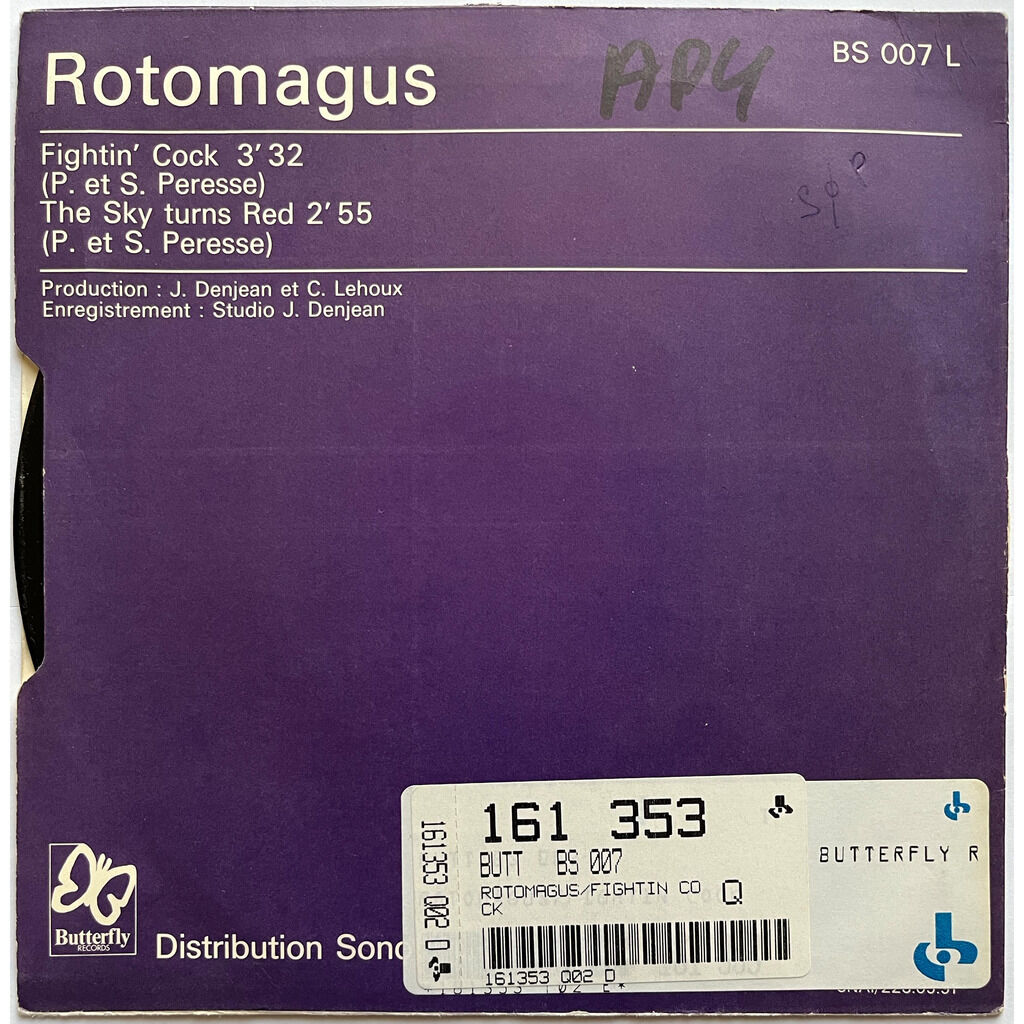 Rotomagus
AP4
BS 007 L
Fightin' Cock 3'32
(P. et S. Peresse)
The Sky turns Red 2'55
(P. et S. Peresse)
Production : J. Denjean et C. Lehoux
Enregistrement : Studio J. Denjean
161 353
BUTT BS 007
ROTOMAGUS/FIGHTIN CO Q
CK
161353 Q02 D
161353 Q02 D
BUTTERFLY R
Butterfly
RECORDS
Distribution Sono